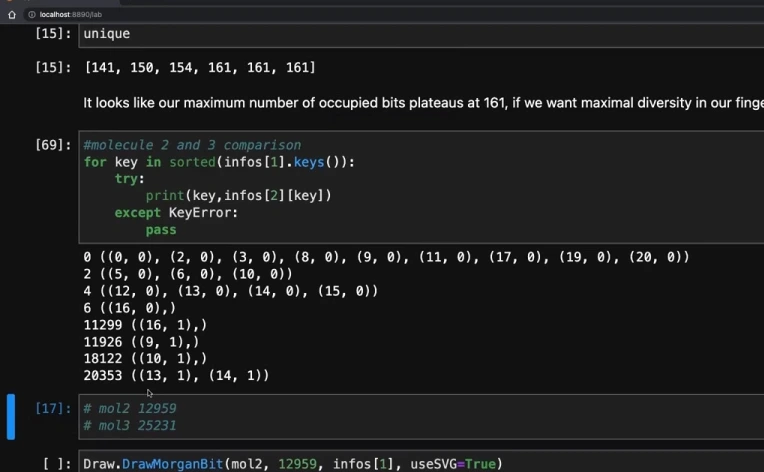 localhost:8890/lab
[15]: unique
[15]: [141, 150, 154, 161, 161, 161]
It looks like our maximum number of occupied bits plateaus at 161, if we want maximal diversity in our finge
[69]: #molecule 2 and 3 comparison
for key in sorted(infos[1].keys()):
try:
print(key,infos[2][key])
except KeyError:
pass
0 ((0, 0), (2, 0), (3, 0), (8, 0), (9, 0), (11, 0), (17, 0), (19, 0), (20, 0))
2 ((5, 0), (6, 0), (10, 0))
4 ((12, 0), (13, 0), (14, 0), (15, 0))
6 ((16, 0),)
11299 ((16, 1),)
11926 ((9, 1),)
18122 ((10, 1),)
20353 ((13, 1), (14, 1))
[17]: # mol2 12959
# mol3 25231
[ ]: Draw.DrawMorganBit(mol2, 12959, infos[1], useSVG=True)